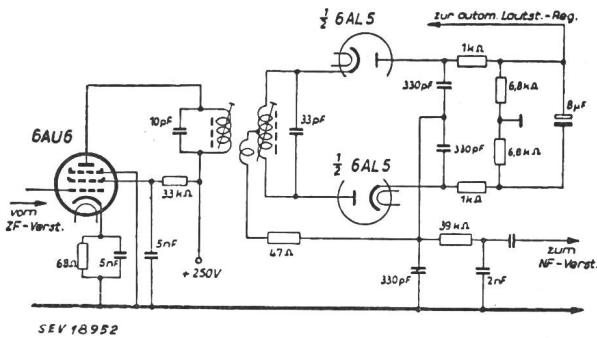 ½ 6AL5
zur autom. Lautst.-Reg.
1kΩ
10pF
33pF
330pF
6,8kΩ
8µF
6AU6
330pF
6,8kΩ
½ 6AL5
33kΩ
1kΩ
vom
ZF-Verst.
68Ω
5nF
5nF
+250V
47Ω
39kΩ
330pF
2nF
zum
NF-Verst.
SEV 18952